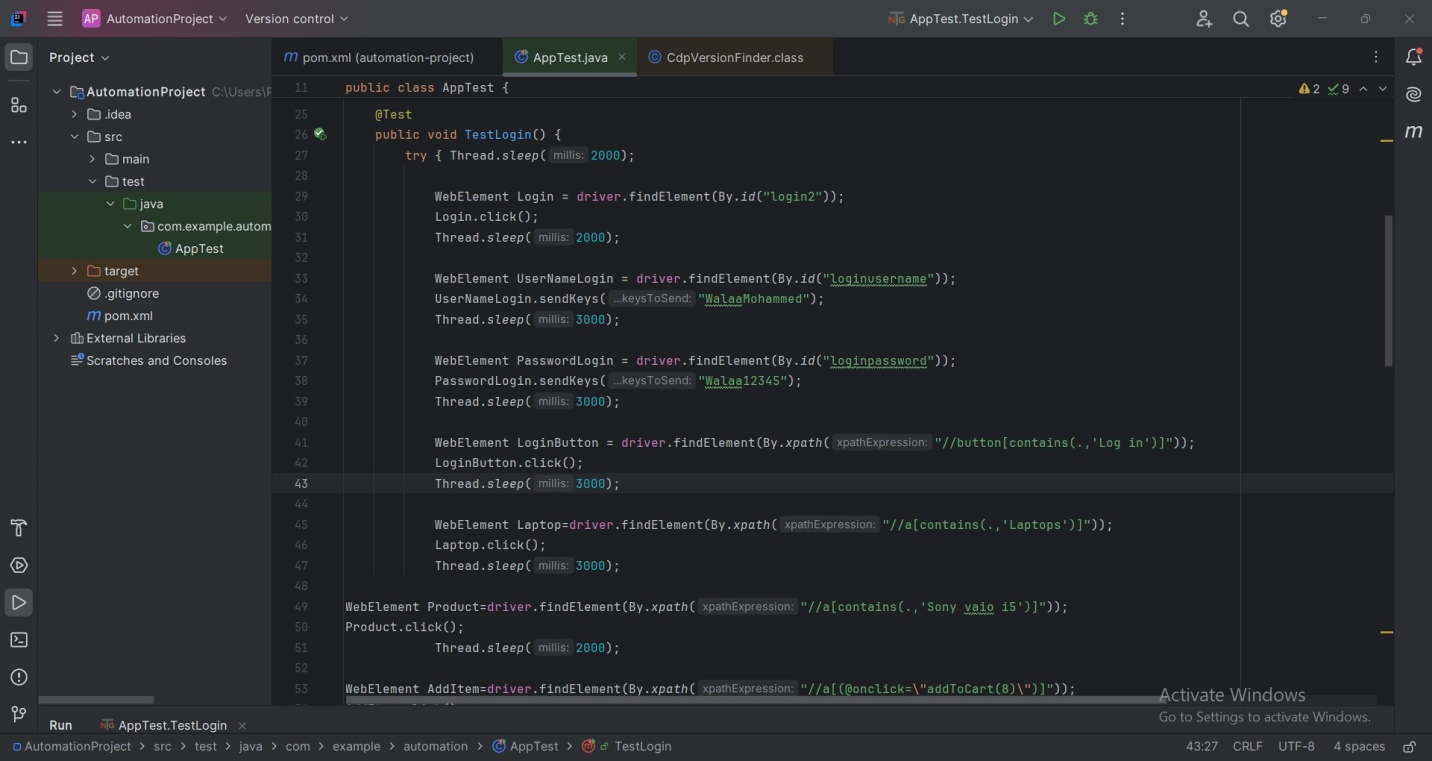 AP AutomationProject Version control AppTest.TestLogin
Project
pom.xml (automation-project) AppTest.java CdpVersionFinder.class
AutomationProject C:\Users\
.idea
src
main
test
java
com.example.autom
AppTest
target
.gitignore
pom.xml
External Libraries
Scratches and Consoles
11 public class AppTest { 2 9
25 @Test
26 public void TestLogin() {
27 try { Thread.sleep( millis: 2000);
28
29 WebElement Login = driver.findElement(By.id("login2"));
30 Login.click();
31 Thread.sleep( millis: 2000);
32
33 WebElement UserNameLogin = driver.findElement(By.id("loginusername"));
34 UserNameLogin.sendKeys( ...keysToSend: "WalaaMohammed");
35 Thread.sleep( millis: 3000);
36
37 WebElement PasswordLogin = driver.findElement(By.id("loginpassword"));
38 PasswordLogin.sendKeys( ...keysToSend: "Walaa12345");
39 Thread.sleep( millis: 3000);
40
41 WebElement LoginButton = driver.findElement(By.xpath( xpathExpression: "//button[contains(.,'Log in')]"));
42 LoginButton.click();
43 Thread.sleep( millis: 3000);
44
45 WebElement Laptop=driver.findElement(By.xpath( xpathExpression: "//a[contains(.,'Laptops')]"));
46 Laptop.click();
47 Thread.sleep( millis: 3000);
48
49 WebElement Product=driver.findElement(By.xpath( xpathExpression: "//a[contains(.,'Sony vaio i5')]"));
50 Product.click();
51 Thread.sleep( millis: 2000);
52
53 WebElement AddItem=driver.findElement(By.xpath( xpathExpression: "//a[(@onclick=\"addToCart(8)\")]"));
Activate Windows
Go to Settings to activate Windows.
Run AppTest.TestLogin
AutomationProject > src > test > java > com > example > automation > AppTest > TestLogin 43:27 CRLF UTF-8 4 spaces